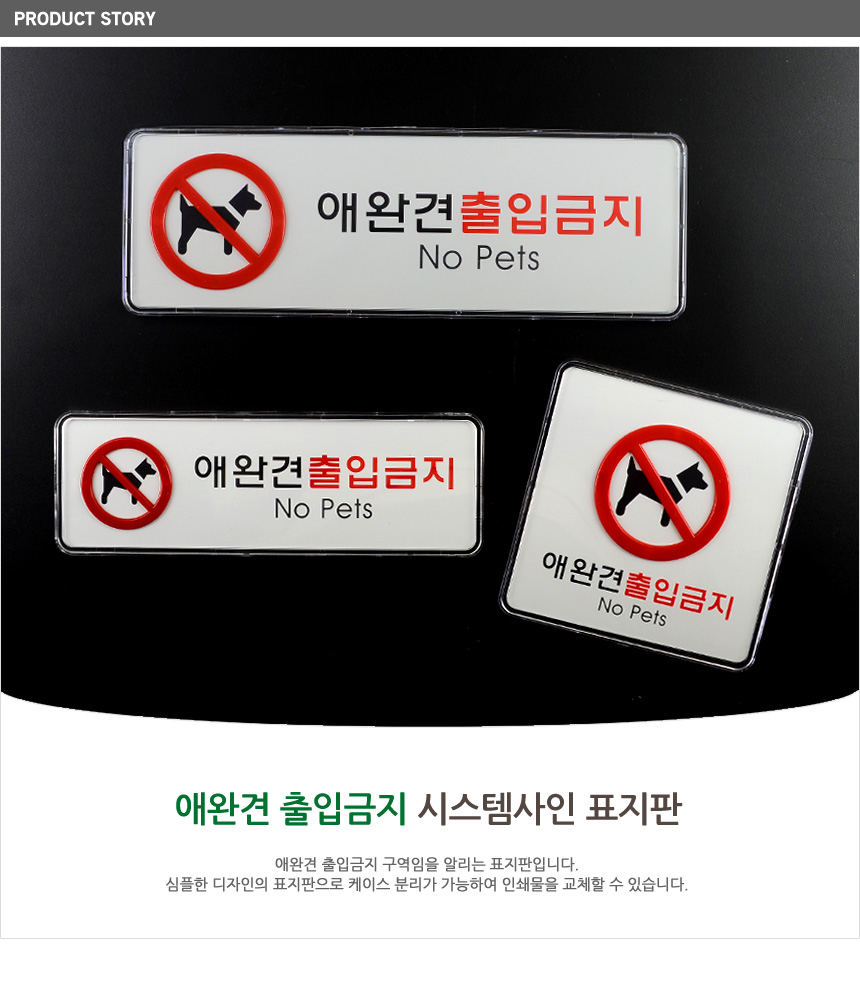 PRODUCT STORY
애완견출입금지
No Pets
애완견출입금지
No Pets
애완견출입금지
No Pets
애완견 출입금지 시스템사인 표지판
애완견 출입금지 구역임을 알리는 표지판입니다.
심플한 디자인의 표지판으로 케이스 분리가 가능하여 인쇄물을 교체할 수 있습니다.